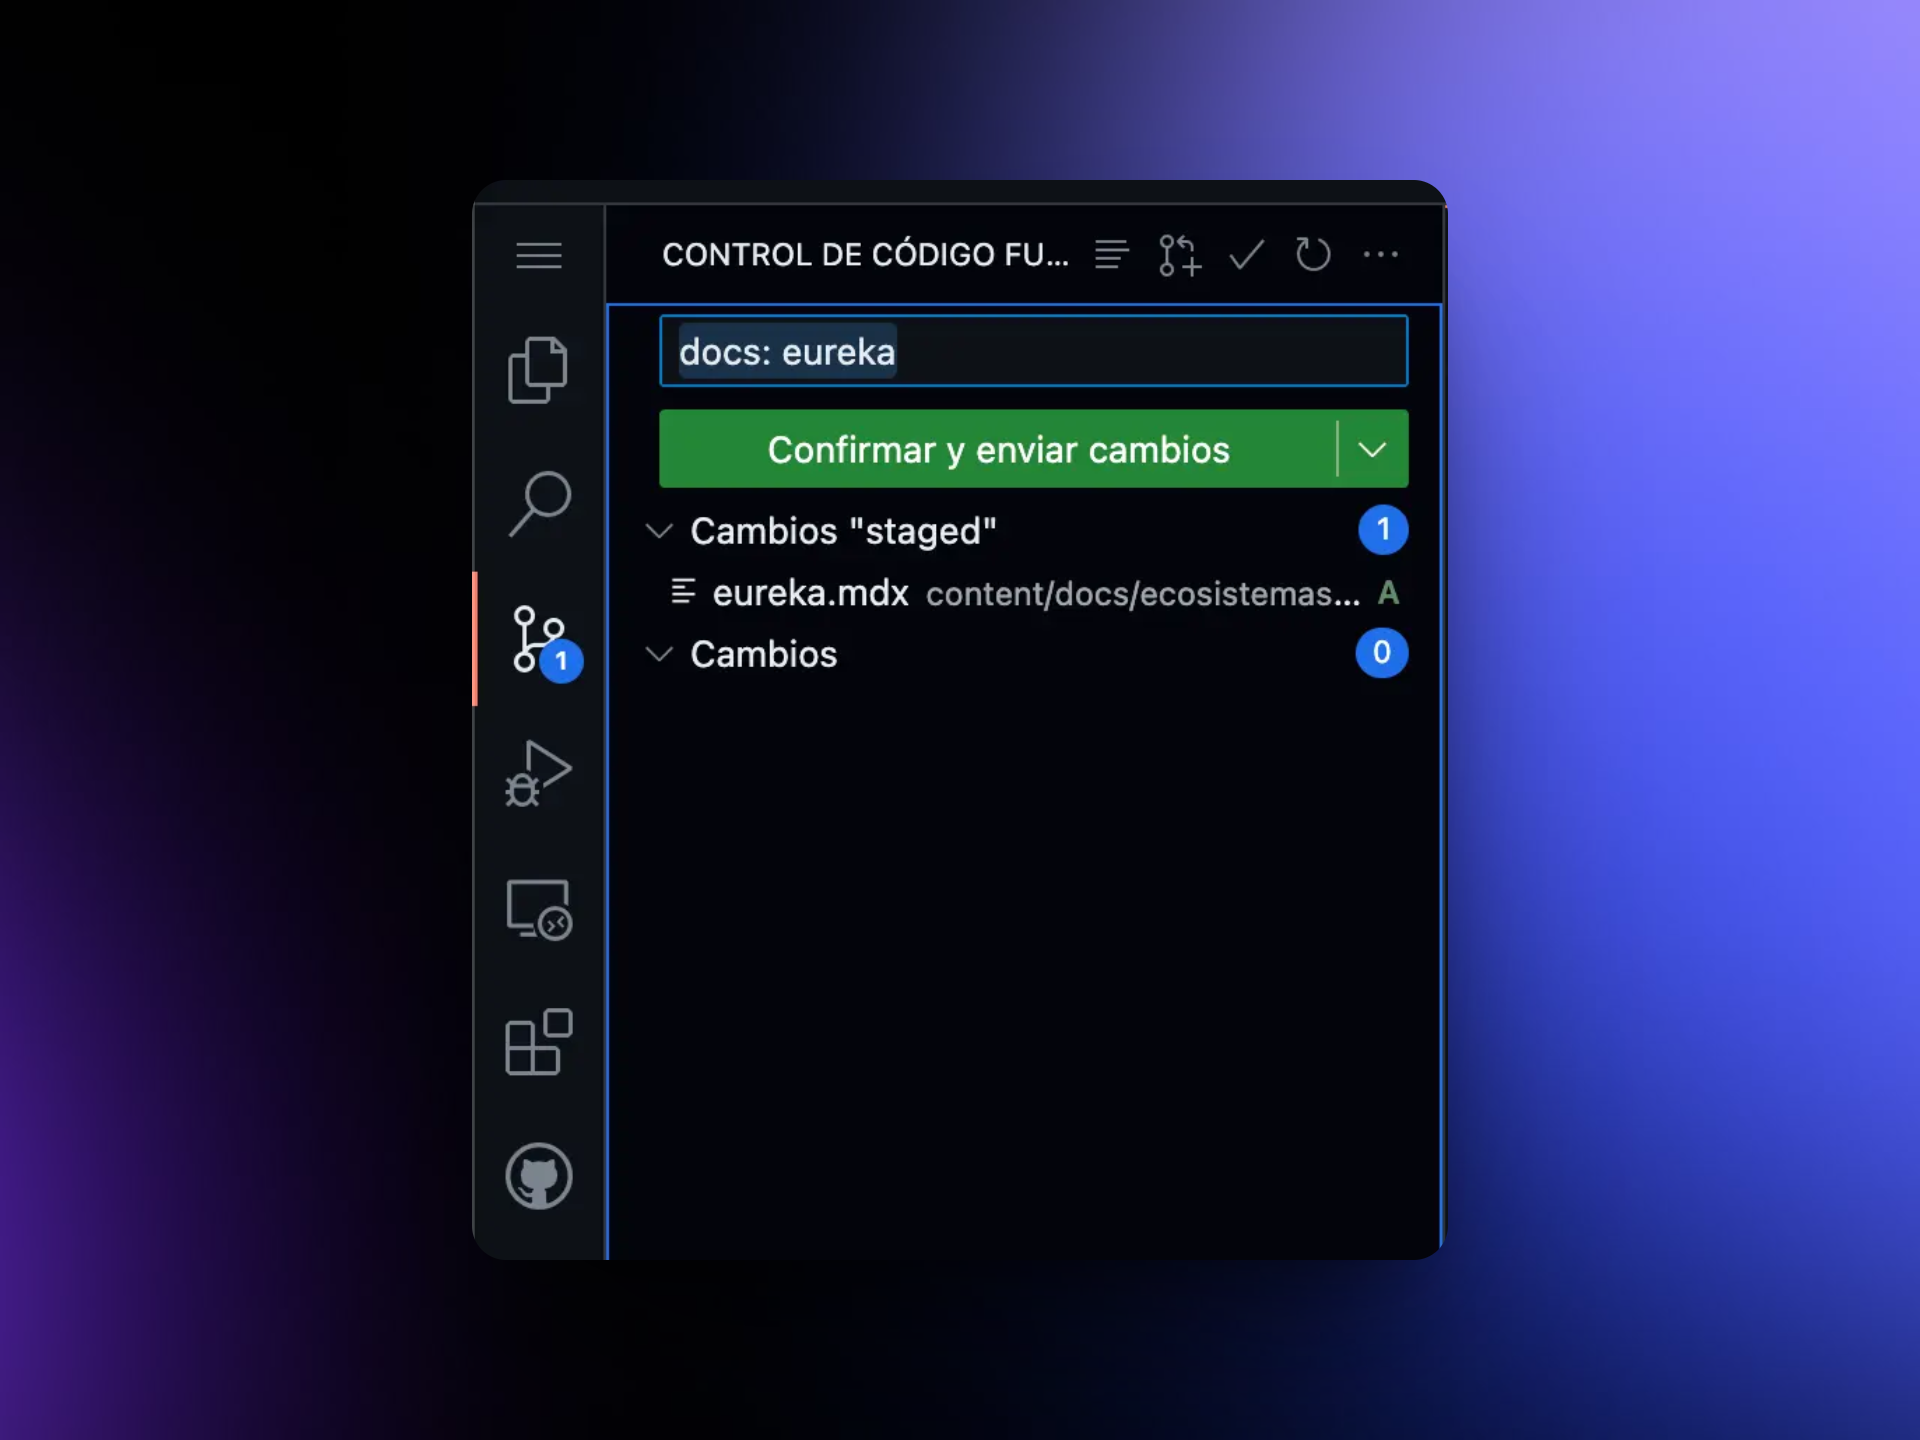 CONTROL DE CÓDIGO FU...
docs: eureka
Confirmar y enviar cambios
Cambios "staged" 1
eureka.mdx content/docs/ecosistemas... A
1
Cambios 0